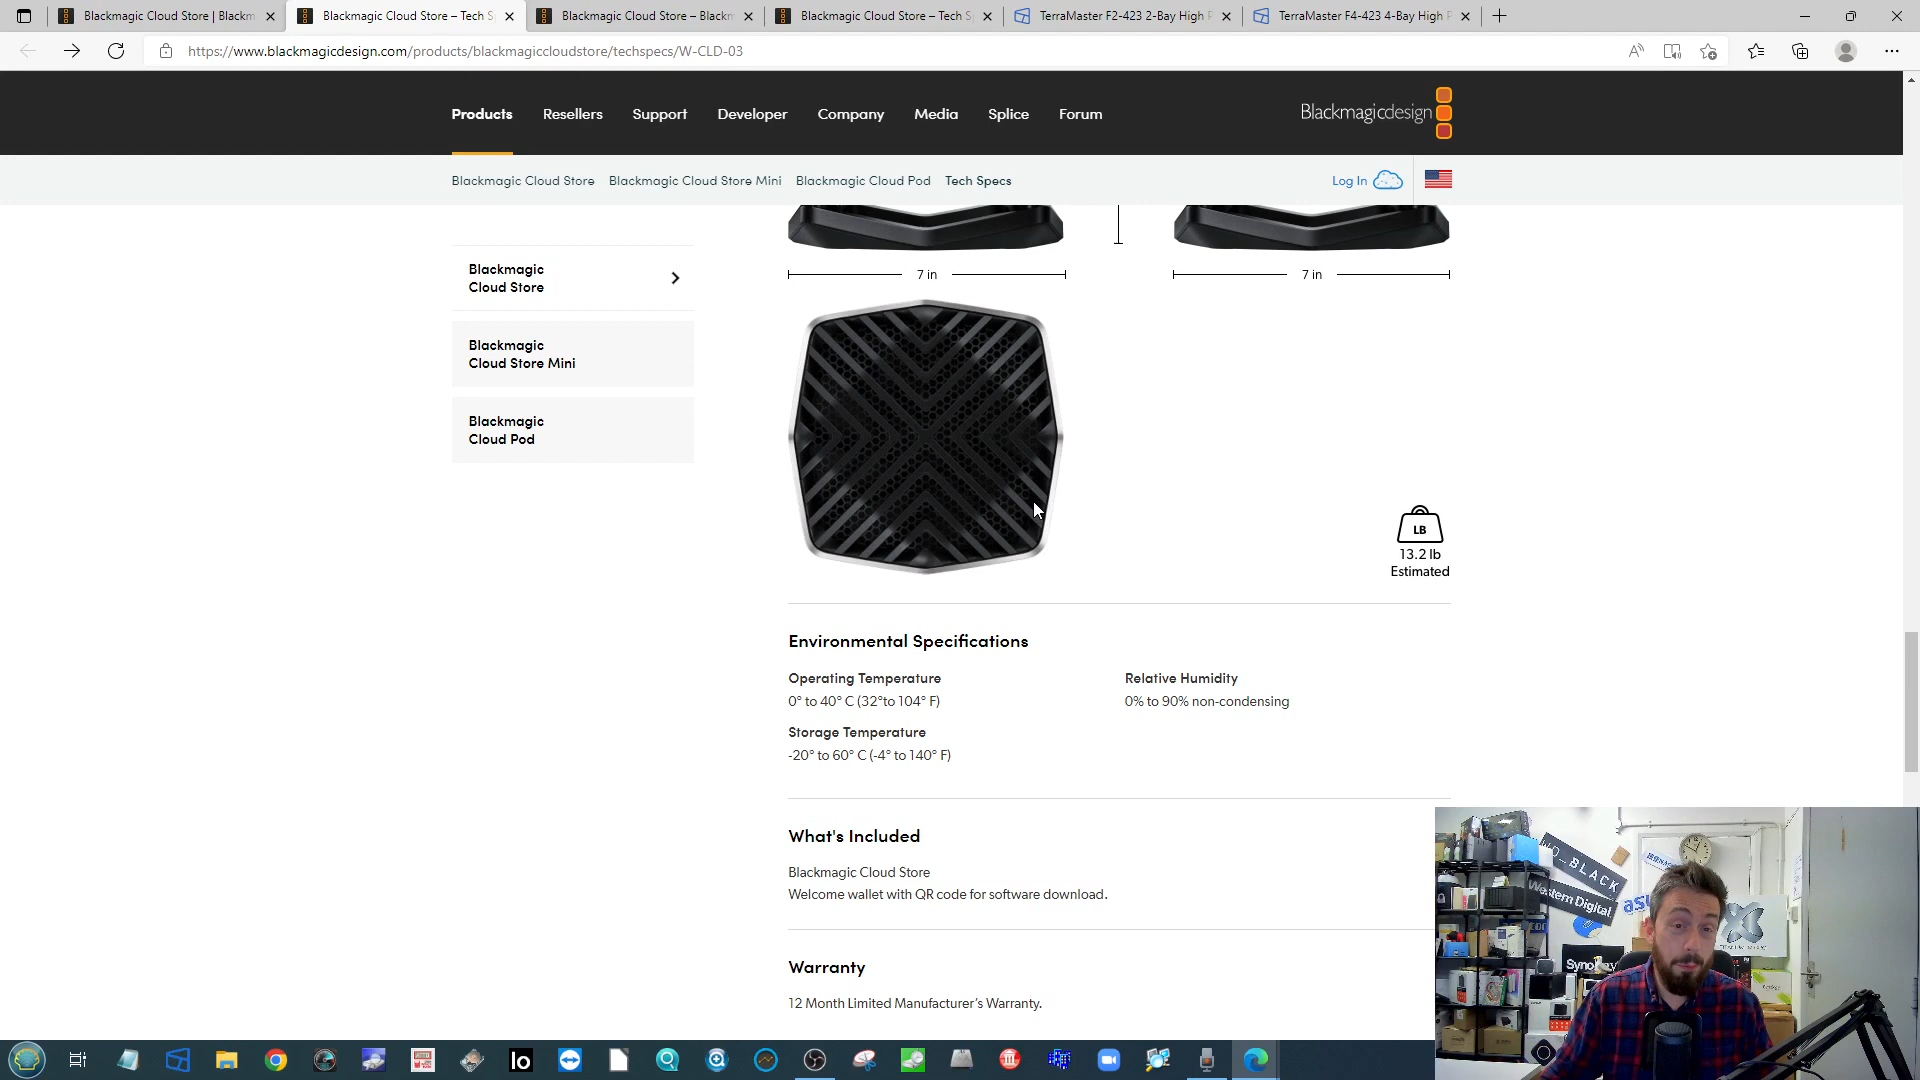 Blackmagic Cloud Store | Blackm
Blackmagic Cloud Store – Tech S
Blackmagic Cloud Store – Blackm
Blackmagic Cloud Store – Tech S
TerraMaster F2-423 2-Bay High P
TerraMaster F4-423 4-Bay High P
https://www.blackmagicdesign.com/products/blackmagiccloudstore/techspecs/W-CLD-03
Products Resellers Support Developer Company Media Splice Forum
Blackmagicdesign
Blackmagic Cloud Store Blackmagic Cloud Store Mini Blackmagic Cloud Pod Tech Specs
Log In
Blackmagic
Cloud Store
Blackmagic
Cloud Store Mini
Blackmagic
Cloud Pod
7 in
7 in
LB
13.2 lb
Estimated
Environmental Specifications
Operating Temperature
0° to 40° C (32°to 104° F)
Relative Humidity
0% to 90% non-condensing
Storage Temperature
-20° to 60° C (-4° to 140° F)
What's Included
Blackmagic Cloud Store
Welcome wallet with QR code for software download.
Warranty
12 Month Limited Manufacturer's Warranty.
BLACK
Western Digital
Synology
Io